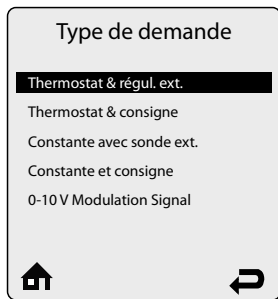 Type de demande
Thermostat & régul. ext.
Thermostat & consigne
Constante avec sonde ext.
Constante et consigne
0-10 V Modulation Signal